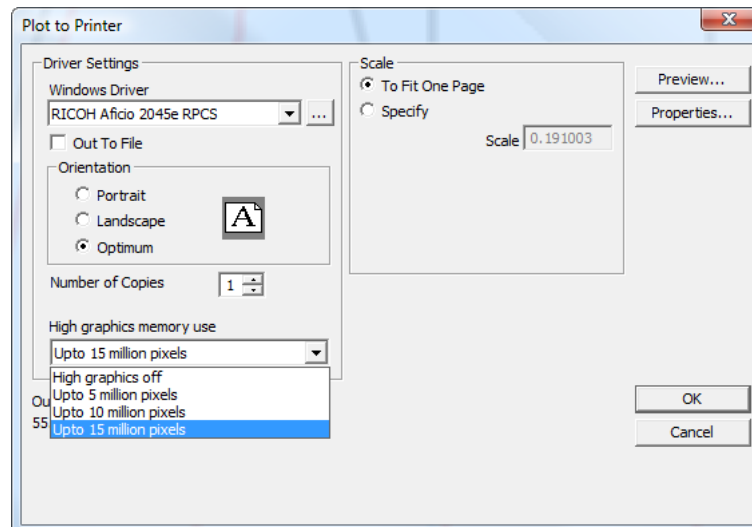 Plot to Printer
Driver Settings
Windows Driver
RICOH Aficio 2045e RPCS
...
Out To File
Orientation
Portrait
Landscape
Optimum
A
Number of Copies
1
High graphics memory use
Upto 15 million pixels
High graphics off
Upto 5 million pixels
Upto 10 million pixels
Upto 15 million pixels
Ou
55
Scale
To Fit One Page
Specify
Scale 0.191003
Preview...
Properties...
OK
Cancel